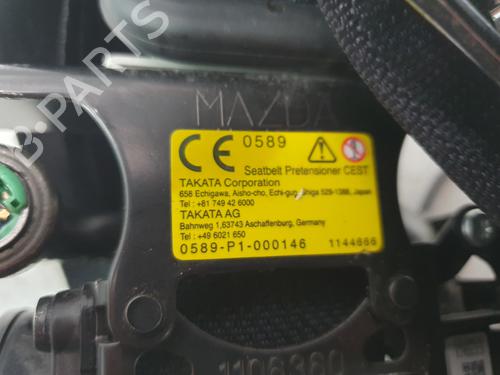 B-PARTS
MAZDA
CE 0589
Seatbelt Pretensioner CEST
TAKATA Corporation
658 Echigawa, Aisho-cho, Echi-gun, Shiga 529-1388, Japan
Tel : +81 749 42 6000
TAKATA AG
Bahnweg 1,63743 Aschaffenburg, Germany
Tel : +49 6021 650
0589-P1-000146 1144666
1108360